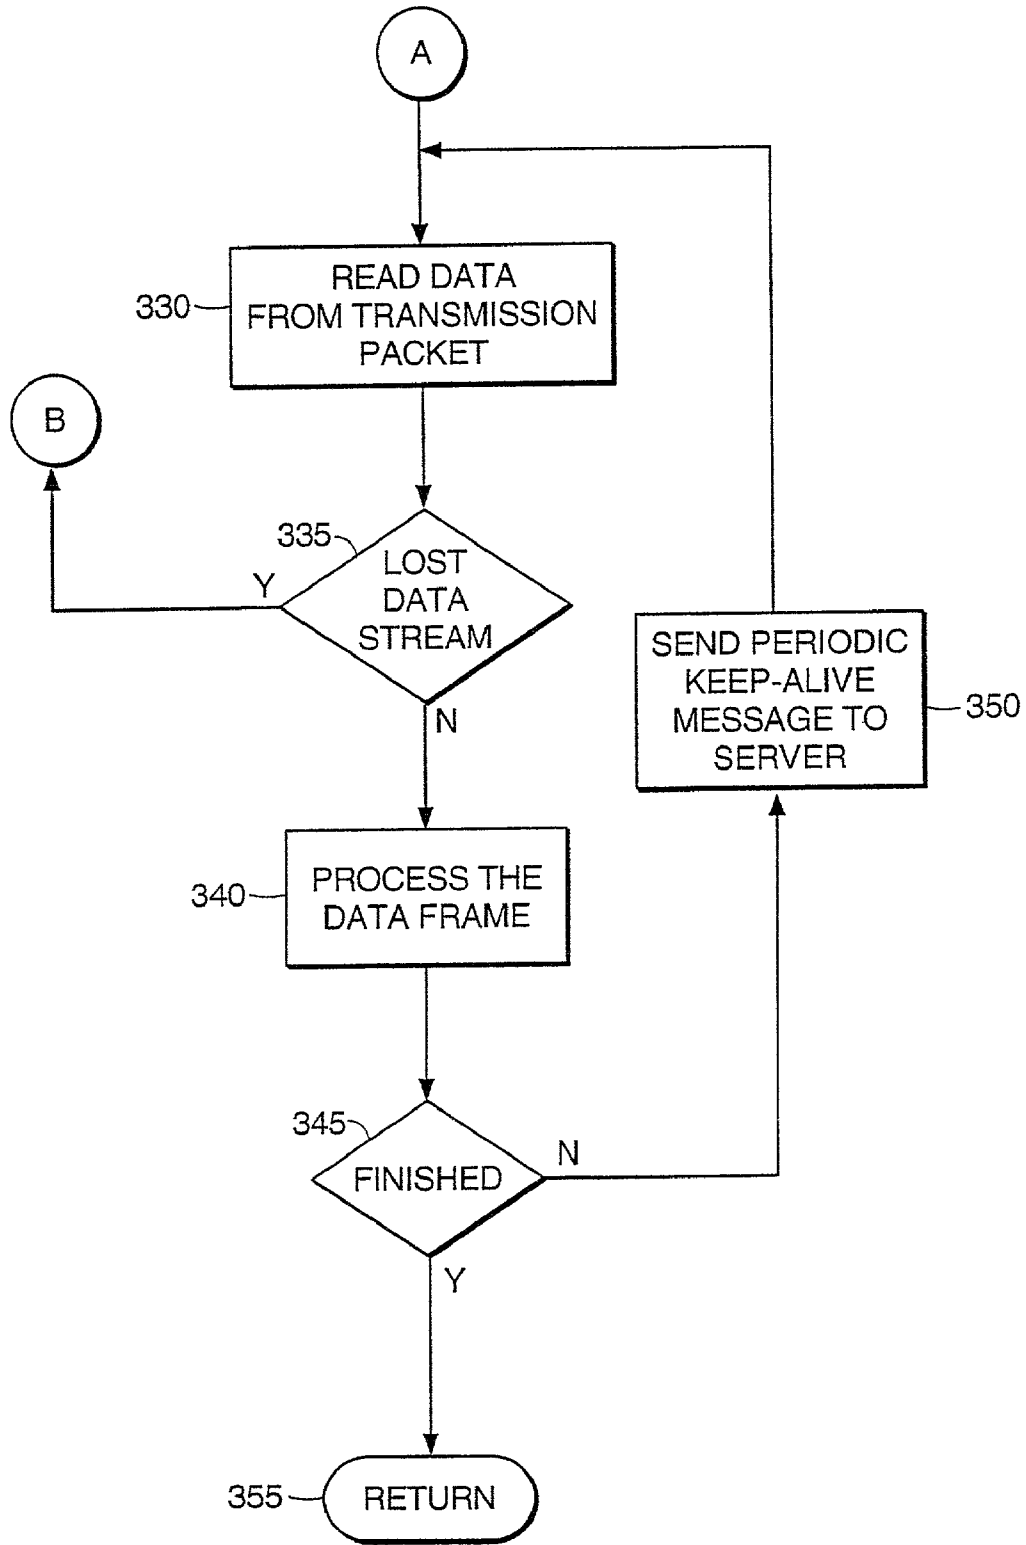 A
READ DATA
FROM TRANSMISSION
PACKET
330
B
335
LOST
DATA
STREAM
Y
N
SEND PERIODIC
KEEP-ALIVE
MESSAGE TO
SERVER
350
340
PROCESS THE
DATA FRAME
345
FINISHED
N
Y
355
RETURN